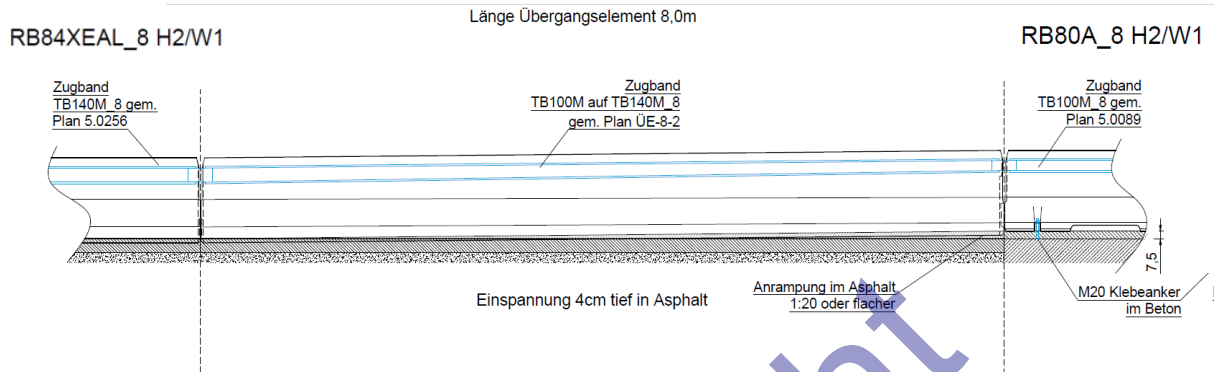 Länge Übergangselement 8,0m
RB84XEAL_8 H2/W1
RB80A_8 H2/W1
Zugband
TB140M_8 gem.
Plan 5.0256
Zugband
TB100M auf TB140M_8
gem. Plan ÜE-8-2
Zugband
TB100M_8 gem.
Plan 5.0089
7,5
Einspannung 4cm tief in Asphalt
Anrampung im Asphalt
1:20 oder flacher
M20 Klebeanker
im Beton